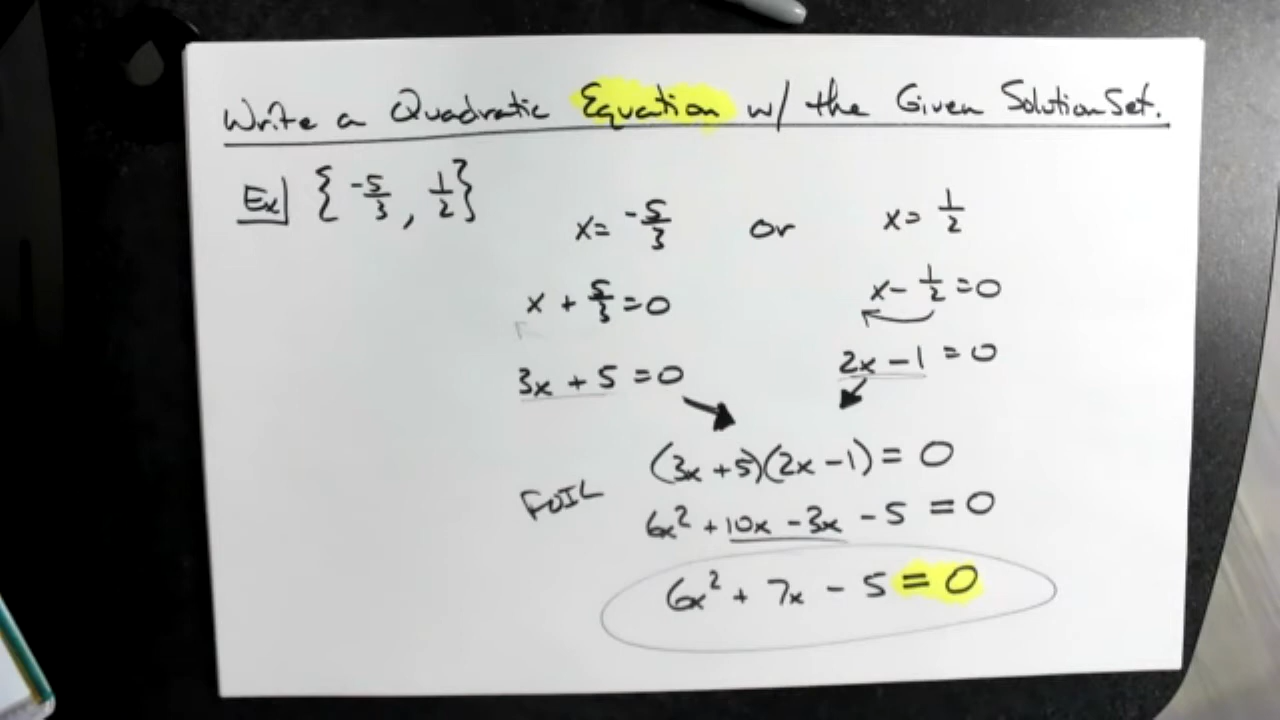 Write a Quadratic Equation w/ the Given Solution Set.
Ex] {-5/3, 1/2}
x = -5/3 or x = 1/2
x + 5/3 = 0 x - 1/2 = 0
3x + 5 = 0 2x - 1 = 0
(3x + 5)(2x - 1) = 0
FOIL 6x² + 10x - 3x - 5 = 0
6x² + 7x - 5 = 0